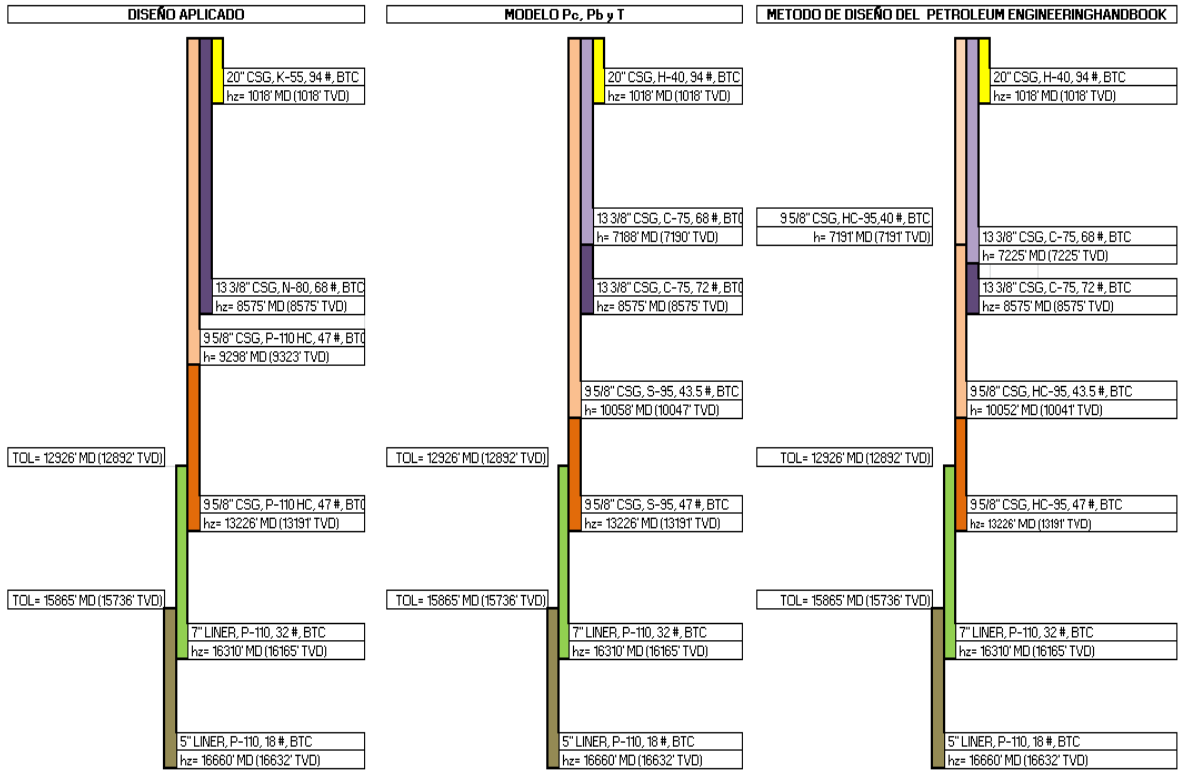 DISEÑO APLICADO
20" CSG, K-55, 94 #, BTC
hz= 1018' MD (1018' TVD)
13 3/8" CSG, N-80, 68 #, BTC
hz= 8575' MD (8575' TVD)
9 5/8" CSG, P-110 HC, 47 #, BTC
h= 9298' MD (9323' TVD)
TOL= 12926' MD (12892' TVD)
9 5/8" CSG, P-110 HC, 47 #, BTC
hz= 13226' MD (13191' TVD)
TOL= 15865' MD (15736' TVD)
7" LINER, P-110, 32 #, BTC
hz= 16310' MD (16165' TVD)
5" LINER, P-110, 18 #, BTC
hz= 16660' MD (16632' TVD)
MODELO Pc, Pb y T
20" CSG, H-40, 94 #, BTC
hz= 1018' MD (1018' TVD)
13 3/8" CSG, C-75, 68 #, BTC
h= 7188' MD (7190' TVD)
13 3/8" CSG, C-75, 72 #, BTC
hz= 8575' MD (8575' TVD)
9 5/8" CSG, S-95, 43.5 #, BTC
h= 10058' MD (10047' TVD)
TOL= 12926' MD (12892' TVD)
9 5/8" CSG, S-95, 47 #, BTC
hz= 13226' MD (13191' TVD)
TOL= 15865' MD (15736' TVD)
7" LINER, P-110, 32 #, BTC
hz= 16310' MD (16165' TVD)
5" LINER, P-110, 18 #, BTC
hz= 16660' MD (16632' TVD)
METODO DE DISEÑO DEL PETROLEUM ENGINEERINGHANDBOOK
20" CSG, H-40, 94 #, BTC
hz= 1018' MD (1018' TVD)
9 5/8" CSG, HC-95,40 #, BTC
h= 7191' MD (7191' TVD)
13 3/8" CSG, C-75, 68 #, BTC
h= 7225' MD (7225' TVD)
13 3/8" CSG, C-75, 72 #, BTC
hz= 8575' MD (8575' TVD)
9 5/8" CSG, HC-95, 43.5 #, BTC
h= 10052' MD (10041' TVD)
TOL= 12926' MD (12892' TVD)
9 5/8" CSG, HC-95, 47 #, BTC
hz= 13226' MD (13191' TVD)
TOL= 15865' MD (15736' TVD)
7" LINER, P-110, 32 #, BTC
hz= 16310' MD (16165' TVD)
5" LINER, P-110, 18 #, BTC
hz= 16660' MD (16632' TVD)